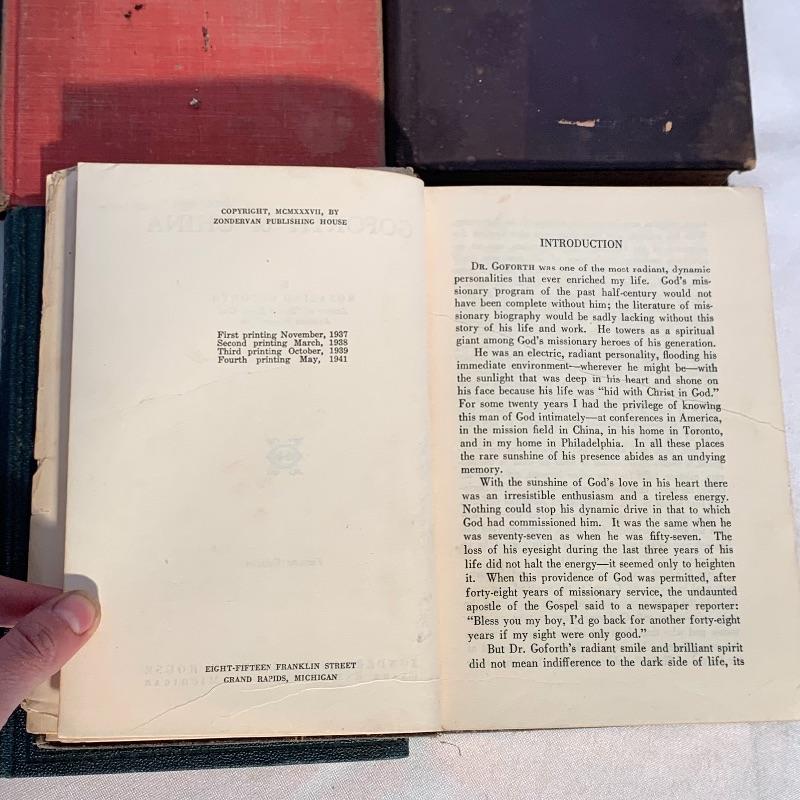 COPYRIGHT, MCMXXXVII, BY
ZONDERVAN PUBLISHING HOUSE
First printing November, 1937
Second printing March, 1938
Third printing October, 1939
Fourth printing May, 1941
EIGHT-FIFTEEN FRANKLIN STREET
GRAND RAPIDS, MICHIGAN
INTRODUCTION
DR. GOFORTH was one of the most radiant, dynamic
personalities that ever enriched my life. God's mis-
sionary program of the past half-century would not
have been complete without him; the literature of mis-
sionary biography would be sadly lacking without this
story of his life and work. He towers as a spiritual
giant among God's missionary heroes of his generation.
He was an electric, radiant personality, flooding his
immediate environment—wherever he might be—with
the sunlight that was deep in his heart and shone on
his face because his life was "hid with Christ in God."
For some twenty years I had the privilege of knowing
this man of God intimately—at conferences in America,
in the mission field in China, in his home in Toronto,
and in my home in Philadelphia. In all these places
the rare sunshine of his presence abides as an undying
memory.
With the sunshine of God's love in his heart there
was an irresistible enthusiasm and a tireless energy.
Nothing could stop his dynamic drive in that to which
God had commissioned him. It was the same when he
was seventy-seven as when he was fifty-seven. The
loss of his eyesight during the last three years of his
life did not halt the energy—it seemed only to heighten
it. When this providence of God was permitted, after
forty-eight years of missionary service, the undaunted
apostle of the Gospel said to a newspaper reporter:
"Bless you my boy, I'd go back for another forty-eight
years if my sight were only good."
But Dr. Goforth's radiant smile and brilliant spirit
did not mean indifference to the dark side of life, its